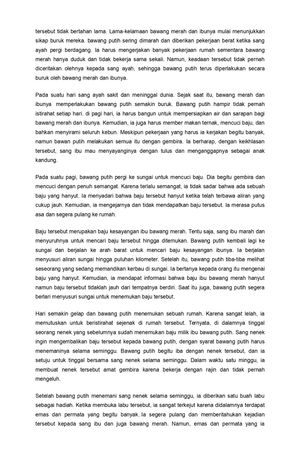 tersebut tidak bertahan lama. Lama-kelamaan bawang merah dan ibunya mulai menunjukkan
sikap buruk mereka. bawang putih sering dimarah dan diberikan pekerjaan berat ketika sang
ayah pergi berdagang. Ia harus mengerjakan banyak pekerjaan rumah sementara bawang
merah hanya duduk dan tidak bekerja sama sekali. Namun, keadaan tersebut tidak pernah
diceritakan olehnya kepada sang ayah, sehingga bawang putih terus diperlakukan secara
buruk oleh bawang merah dan ibunya.
Pada suatu hari sang ayah sakit dan meninggal dunia. Sejak saat itu, bawang merah dan
ibunya memperlakukan bawang putih semakin buruk. Bawang putih hampir tidak pernah
istirahat setiap hari. di pagi hari, ia harus bangun untuk mempersiapkan air dan sarapan bagi
bawang merah dan ibunya. Kemudian, ia juga harus member makan ternak, mencuci baju, dan
bahkan menyirami seluruh kebun. Meskipun pekerjaan yang harus ia kerjakan begitu banyak,
namun bawan putih melakukan semua itu dengan gembira. Ia berharap, dengan keikhlasan
tersebut, sang ibu mau menyayanginya dengan tulus dan menganggapnya sebagai anak
kandung.
Pada suatu pagi, bawang putih pergi ke sungai untuk mencuci baju. Dia begitu gembira dan
mencuci dengan penuh semangat. Karena terlalu semangat, ia tidak sadar bahwa ada sebuah
baju yang hanyut. Ia menyadari bahwa baju tersebut hanyut ketika telah terbawa aliran yang
cukup jauh. Kemudian, ia mengejarnya dan tidak mendapatkan baju tersebut. Ia merasa putus
asa dan segera pulang ke rumah.
Baju tersebut merupakan baju kesayangan ibu bawang merah. Tentu saja, sang ibu marah dan
menyuruhnya untuk mencari baju tersebut hingga ditemukan. Bawang putih kembali lagi ke
sungai dan berjalan ke arah barat untuk mencari baju kesayangan ibunya. Ia berjalan
menyusuri aliran sungai hingga puluhan kilometer. Setelah itu, bawang putih tiba-tiba melihat
seseorang yang sedang memandikan kerbau di sungai. Ia bertanya kepada orang itu mengenai
baju yang hanyut. Kemudian, ia mendapat informasi bahwa baju ibu bawang merah hanyut
namun baju tersebut tidaklah jauh dari tempatnya berdiri. Saat itu juga, bawang putih segera
berlari menyusuri sungai untuk menemukan baju tersebut.
Hari semakin gelap dan bawang putih menemukan sebuah rumah. Karena sangat lelah, ia
memutuskan untuk beristirahat sejenak di rumah tersebut. Ternyata, di dalamnya tinggal
seorang nenek yang sebelumnya sudah menemukan baju milik ibu bawang putih. Sang nenek
ingin mengembalikan baju tersebut kepada bawang putih, dengan syarat bawang putih harus
menemaninya selama seminggu. Bawang putih begitu iba dengan nenek tersebut, dan ia
setuju untuk tinggal bersama sang nenek selama seminggu. Dalam waktu satu minggu, ia
membuat nenek tersebut amat gembira karena bekerja dengan rajin dan tidak pernah
mengeluh.
Setelah bawang putih menemani sang nenek selama seminggu, ia diberikan satu buah labu
sebagai hadiah. Ketika membuka labu tersebut, ia sangat terkejut karena didalamnya terdapat
emas dan permata yang begitu banyak. Ia segera pulang dan memberitahukan kejadian
tersebut kepada sang ibu dan juga bawang merah. Namun, emas dan permata yang ia